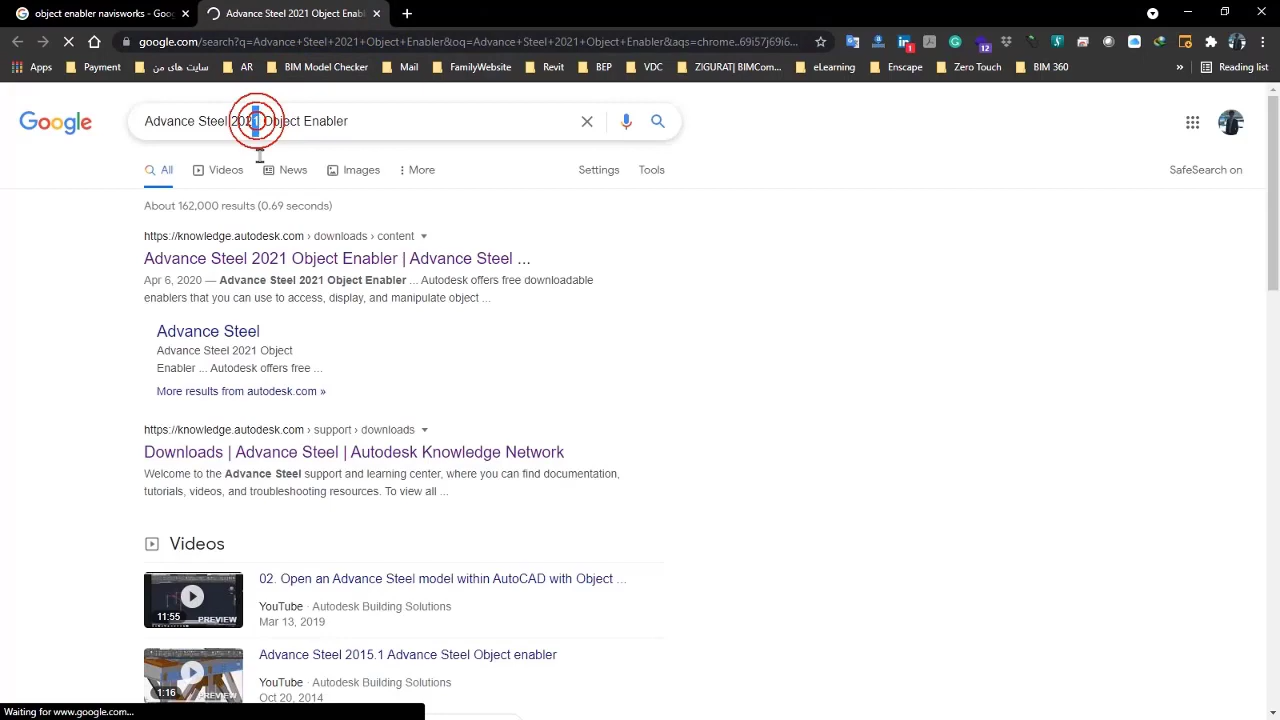 object enabler navisworks - Goo
Advance Steel 2021 Object Enabl
google.com/search?q=Advance+Steel+2021+Object+Enabler&oq=Advance+Steel+2021+Object+Enabler&aqs=chrome..69i57j69i6...
1
12
Apps
Payment
سایت های من
AR
BIM Model Checker
Mail
FamilyWebsite
Revit
BEP
VDC
ZIGURAT| BIMCom...
eLearning
Enscape
Zero Touch
BIM 360
»
Reading list
Google
Advance Steel 2021 Object Enabler
All
Videos
News
Images
More
Settings
Tools
SafeSearch on
About 162,000 results (0.69 seconds)
https://knowledge.autodesk.com › downloads › content
Advance Steel 2021 Object Enabler | Advance Steel ...
Apr 6, 2020 — Advance Steel 2021 Object Enabler ... Autodesk offers free downloadable
enablers that you can use to access, display, and manipulate object ...
Advance Steel
Advance Steel 2021 Object
Enabler ... Autodesk offers free ...
More results from autodesk.com »
https://knowledge.autodesk.com › support › downloads
Downloads | Advance Steel | Autodesk Knowledge Network
Welcome to the Advance Steel support and learning center, where you can find documentation,
tutorials, videos, and troubleshooting resources. To view all ...
Videos
02. Open an Advance Steel model within AutoCAD with Object ...
11:55
PREVIEW
YouTube · Autodesk Building Solutions
Mar 13, 2019
Advance Steel 2015.1 Advance Steel Object enabler
1:16
PREVIEW
YouTube · Autodesk Building Solutions
Oct 20, 2014
Waiting for www.google.com...